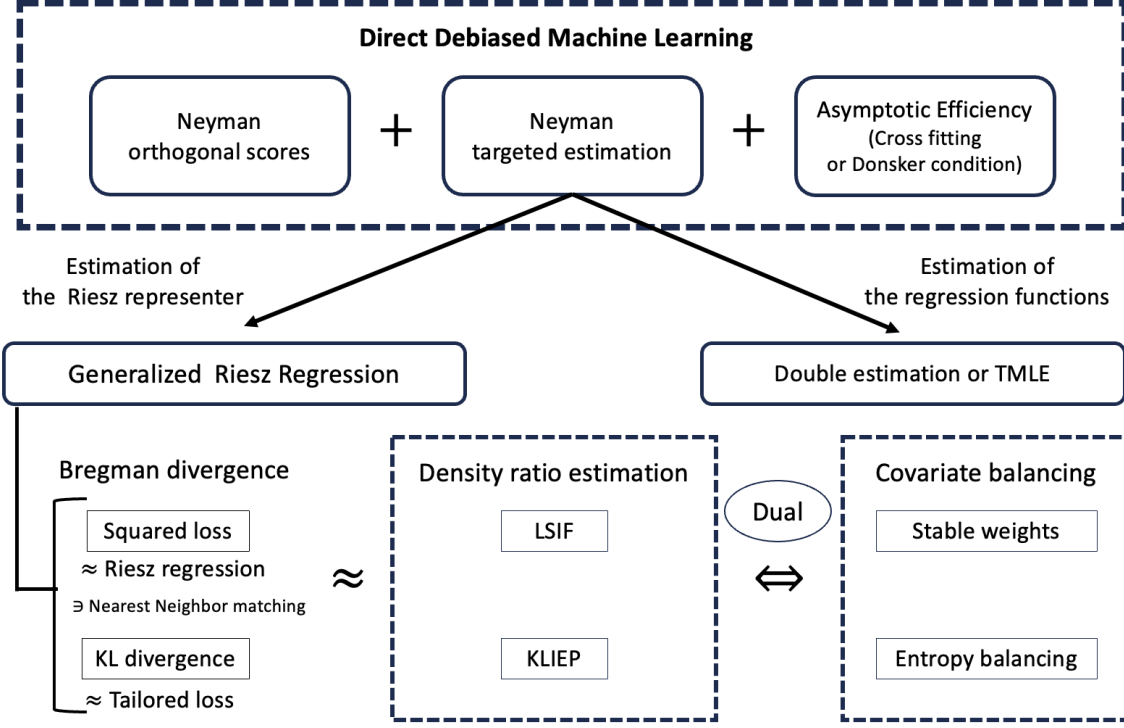 Direct Debiased Machine Learning
Neyman
orthogonal scores
+
Neyman
targeted estimation
+
Asymptotic Efficiency
(Cross fitting
or Donsker condition)
Estimation of
the Riesz representer
Estimation of
the regression functions
Generalized Riesz Regression
Double estimation or TMLE
Bregman divergence
Squared loss
≈ Riesz regression
∋ Nearest Neighbor matching
KL divergence
≈ Tailored loss
≈
Density ratio estimation
LSIF
KLIEP
Dual
⇔
Covariate balancing
Stable weights
Entropy balancing